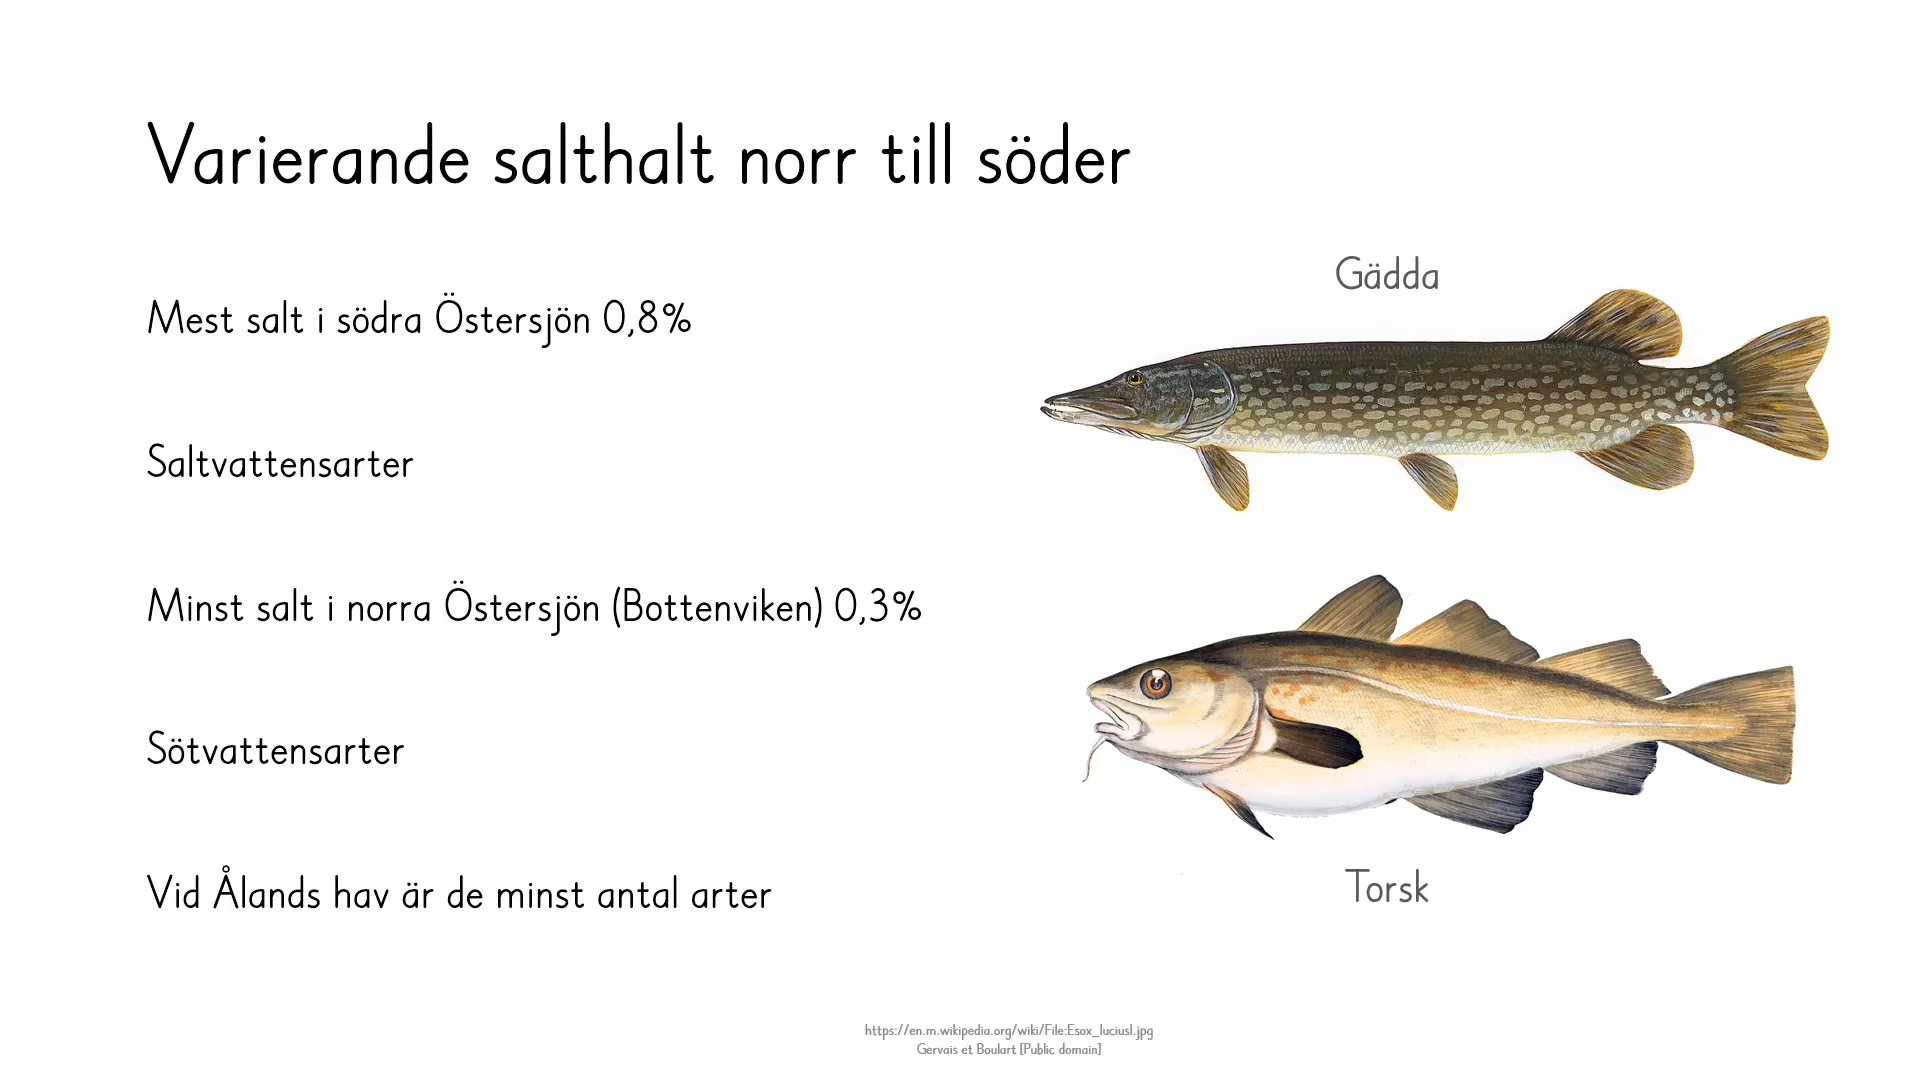 Varierande salthalt norr till söder
Mest salt i södra Östersjön 0,8%
Saltvattensarter
Minst salt i norra Östersjön (Bottenviken) 0,3%
Sötvattensarter
Vid Ålands hav är de minst antal arter
Gädda
Torsk
https://en.m.wikipedia.org/wiki/File:Esox_lucius1.jpg
Gervais et Boulart [Public domain]